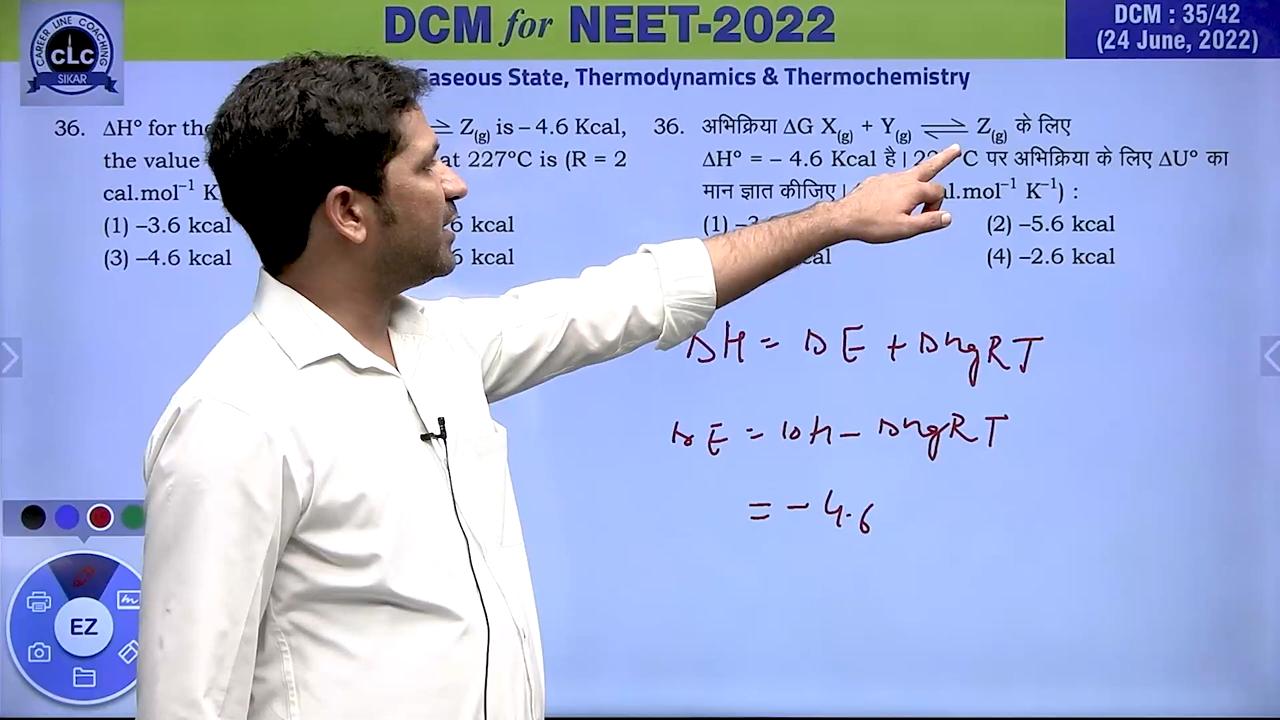 DCM for NEET-2022
DCM : 35/42
(24 June, 2022)
CAREER LINE COACHING
CLC
SIKAR
Gaseous State, Thermodynamics & Thermochemistry
36. ΔH° for the ⇌ Z(g) is – 4.6 Kcal,
the value at 227°C is (R = 2
cal.mol⁻¹ K
(1) –3.6 kcal 6 kcal
(3) –4.6 kcal 6 kcal
36. अभिक्रिया ΔG X(g) + Y(g) ⇌ Z(g) के लिए
ΔH° = – 4.6 Kcal है। °C पर अभिक्रिया के लिए ΔU° का
मान ज्ञात कीजिए। al.mol⁻¹ K⁻¹) :
(1) –3 (2) –5.6 kcal
cal (4) –2.6 kcal
ΔH = ΔE + ΔngRT
ΔE = ΔH – ΔngRT
= – 4.6
EZ